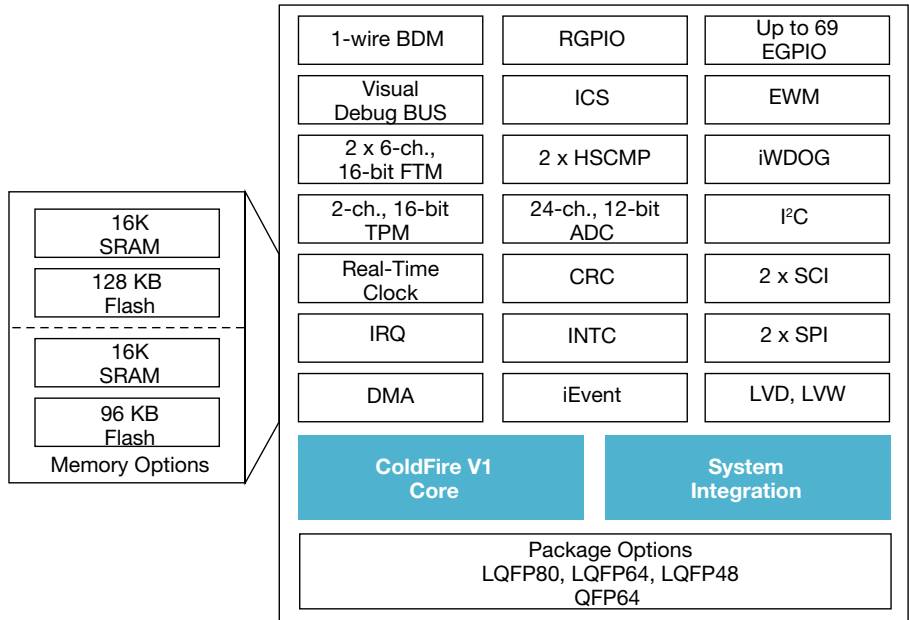 1-wire BDM
RGPIO
Up to 69
EGPIO
Visual
Debug BUS
ICS
EWM
2 x 6-ch.,
16-bit FTM
2 x HSCMP
iWDOG
2-ch., 16-bit
TPM
24-ch., 12-bit
ADC
I²C
Real-Time
Clock
CRC
2 x SCI
IRQ
INTC
2 x SPI
DMA
iEvent
LVD, LVW
16K
SRAM
128 KB
Flash
16K
SRAM
96 KB
Flash
Memory Options
ColdFire V1
Core
System
Integration
Package Options
LQFP80, LQFP64, LQFP48
QFP64